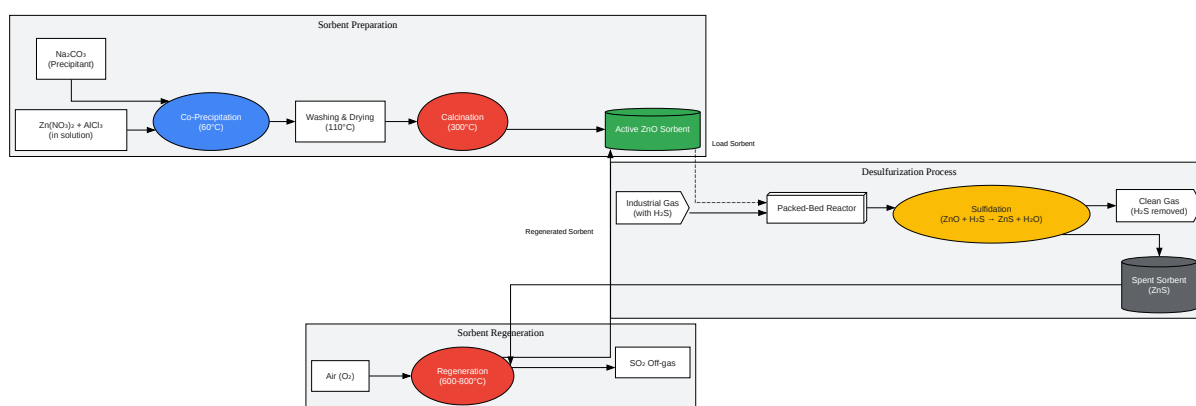 Sorbent Preparation
Na₂CO₃
(Precipitant)
Zn(NO₃)₂ + AlCl₃
(in solution)
Co-Precipitation
(60°C)
Washing & Drying
(110°C)
Calcination
(300°C)
Active ZnO Sorbent
Load Sorbent
Desulfurization Process
Industrial Gas
(with H₂S)
Packed-Bed Reactor
Sulfidation
(ZnO + H₂S → ZnS + H₂O)
Clean Gas
(H₂S removed)
Regenerated Sorbent
Spent Sorbent
(ZnS)
Sorbent Regeneration
Air (O₂)
Regeneration
(600-800°C)
SO₂ Off-gas